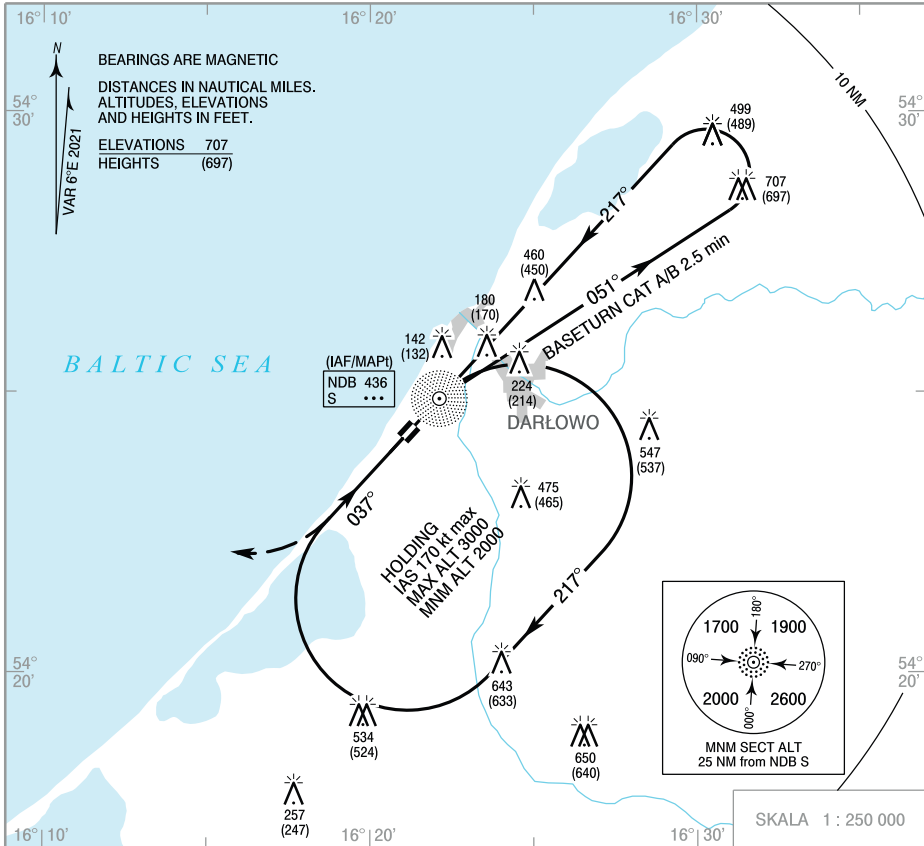 16° 10’
16° 20’
16° 30’
N
VAR 6°E 2021
BEARINGS ARE MAGNETIC
DISTANCES IN NAUTICAL MILES.
ALTITUDES, ELEVATIONS
AND HEIGHTS IN FEET.
ELEVATIONS 707
HEIGHTS (697)
10 NM
54°
30’
54°
30’
499
(489)
707
(697)
217°
051°
BASETURN CAT A/B 2.5 min
460
(450)
180
(170)
142
(132)
BALTIC SEA
(IAF/MAPt)
NDB 436
S •••
224
(214)
DARŁOWO
547
(537)
475
(465)
037°
HOLDING
IAS 170 kt max
MAX ALT 3000
MNM ALT 2000
217°
643
(633)
534
(524)
650
(640)
257
(247)
180°
1700 1900
090° 270°
2000 2600
000°
MNM SECT ALT
25 NM from NDB S
54°
20’
54°
20’
SKALA 1 : 250 000
16° 10’
16° 20’
16° 30’